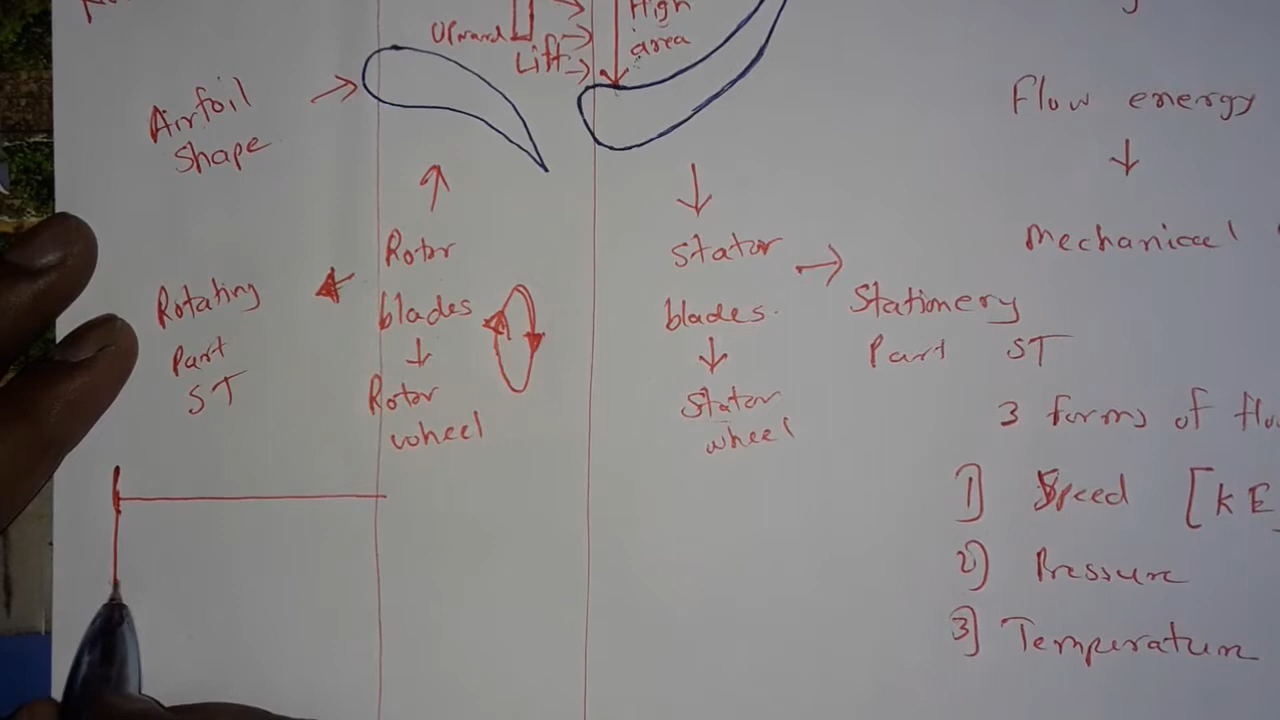 High
Upward
area
Lift
Airfoil
shape
Flow energy
Mechanical
Rotor
blades
Rotor
wheel
Rotating
Part
ST
Stator
blades.
Stator
wheel
Stationery
Part ST
3 forms of flo
1] Speed [KE
2) Pressure
3] Temperature